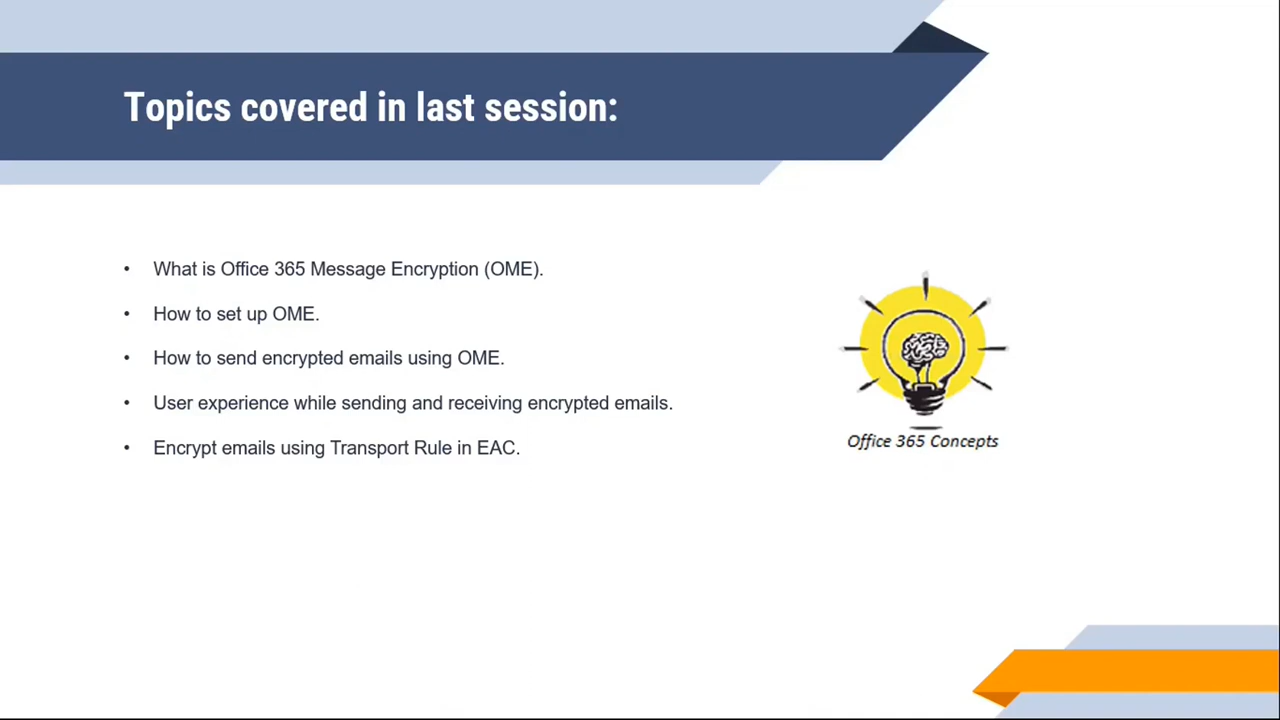 Topics covered in last session:
• What is Office 365 Message Encryption (OME).
• How to set up OME.
• How to send encrypted emails using OME.
• User experience while sending and receiving encrypted emails.
• Encrypt emails using Transport Rule in EAC.
Office 365 Concepts